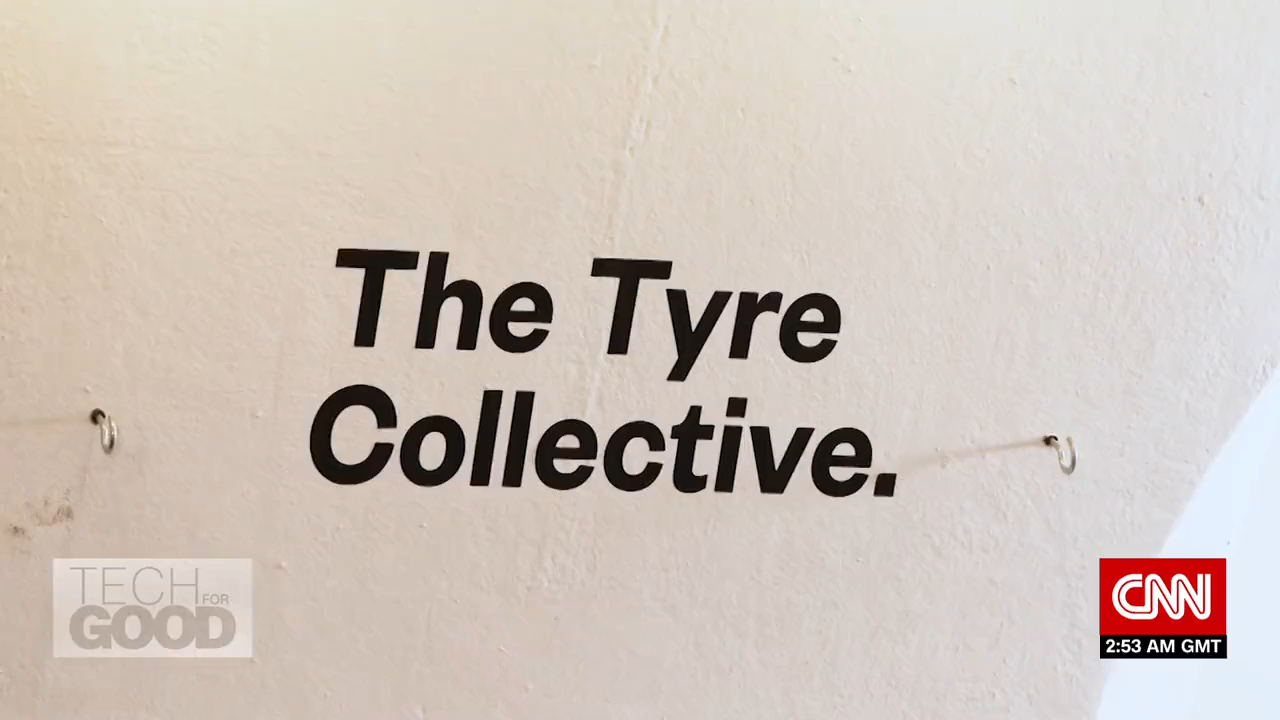 The Tyre
Collective.
TECH FOR
GOOD
CNN
2:53 AM GMT